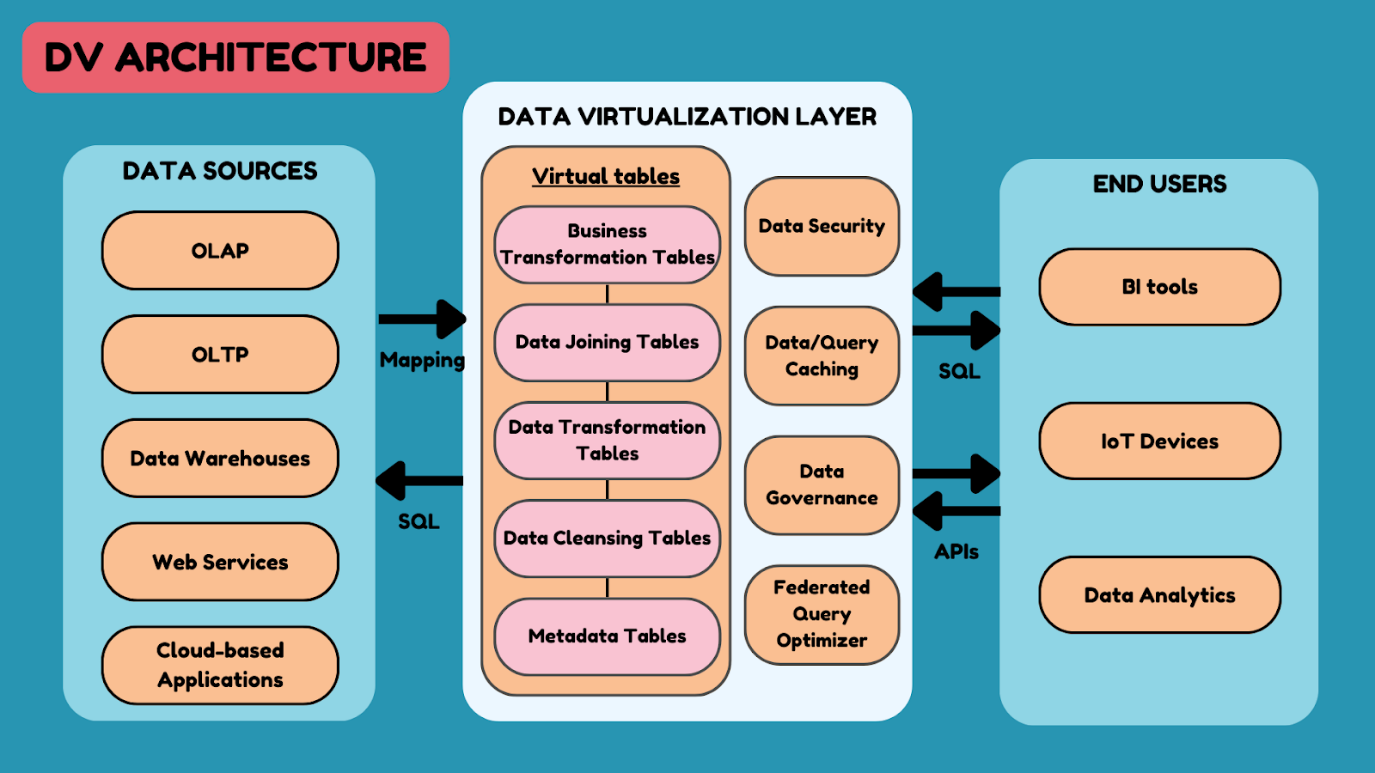 DV ARCHITECTURE
DATA SOURCES
OLAP
OLTP
Data Warehouses
Web Services
Cloud-based
Applications
Mapping
SQL
DATA VIRTUALIZATION LAYER
Virtual tables
Business
Transformation Tables
Data Joining Tables
Data Transformation
Tables
Data Cleansing Tables
Metadata Tables
Data Security
Data/Query
Caching
Data
Governance
Federated
Query
Optimizer
SQL
APIs
END USERS
BI tools
IoT Devices
Data Analytics